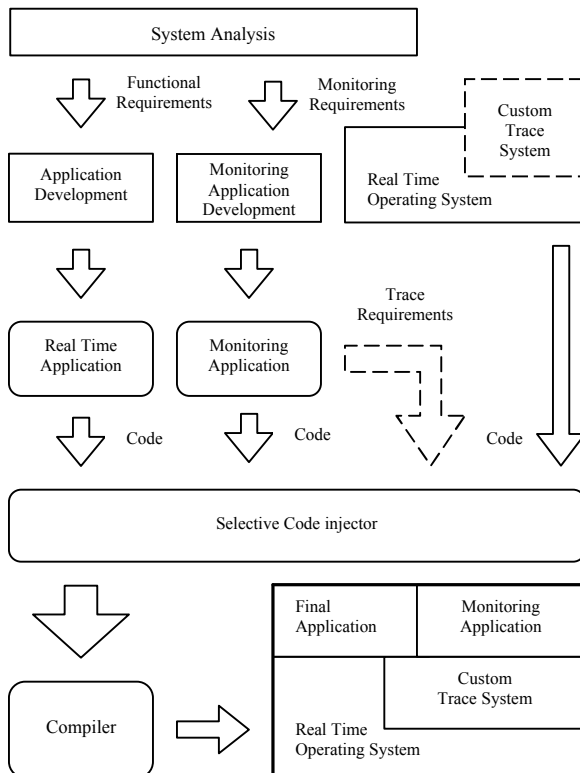 System Analysis
Functional
Requirements
Monitoring
Requirements
Custom
Trace
System
Application
Development
Monitoring
Application
Development
Real Time
Operating System
Trace
Requirements
Real Time
Application
Monitoring
Application
Code
Code
Code
Selective Code injector
Final
Application
Monitoring
Application
Custom
Trace System
Compiler
Real Time
Operating System